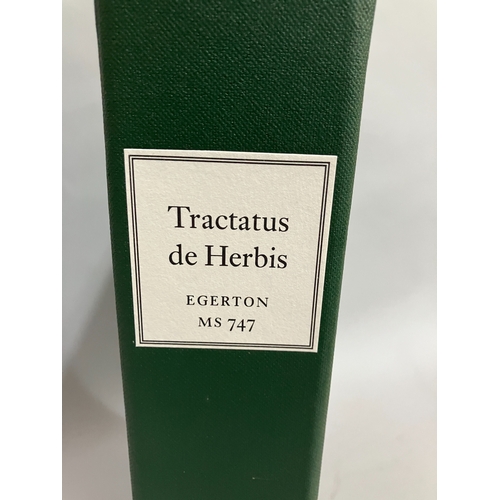 Tractatus
de Herbis
EGERTON
MS 747